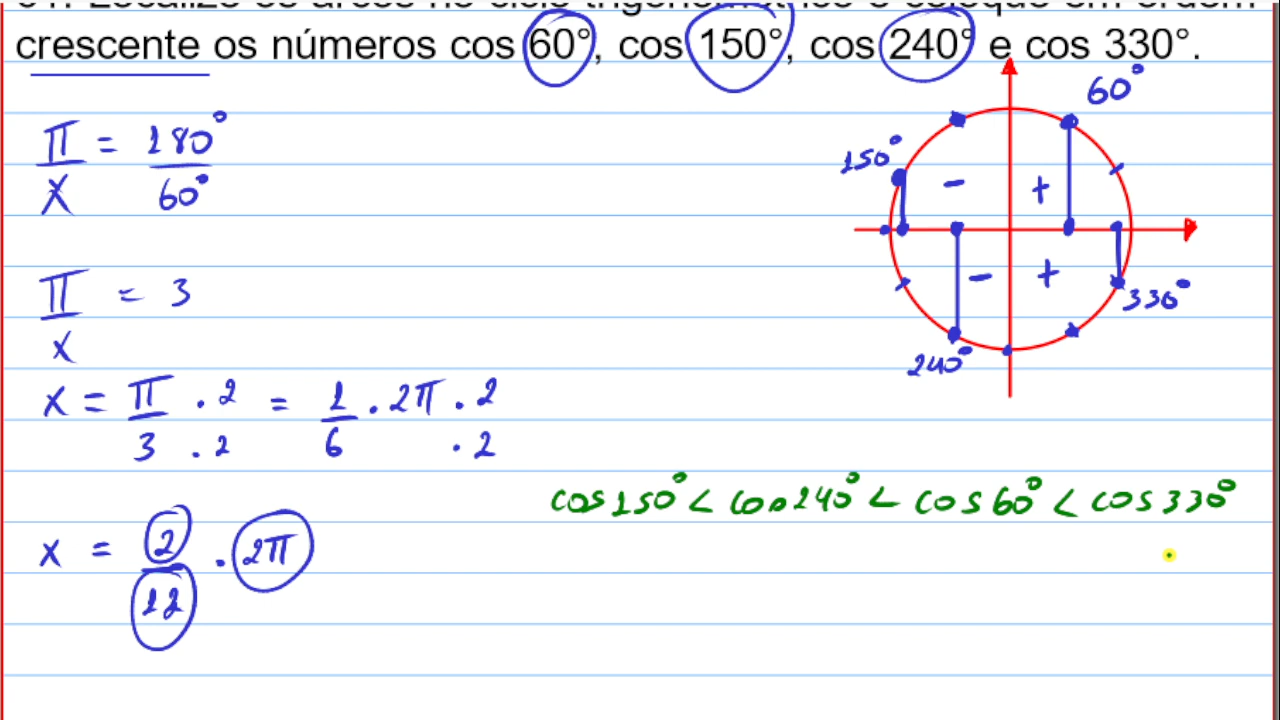 crescente os números cos 60°, cos 150°, cos 240° e cos 330°.
60°
π/x = 180°/60°
150°
- +
π/x = 3
- +
330°
240°
x = π/3 · 2/· 2 = 1/6 · 2π · 2/· 2
cos 150° < cos 240° < cos 60° < cos 330°
x = 2/12 · 2π